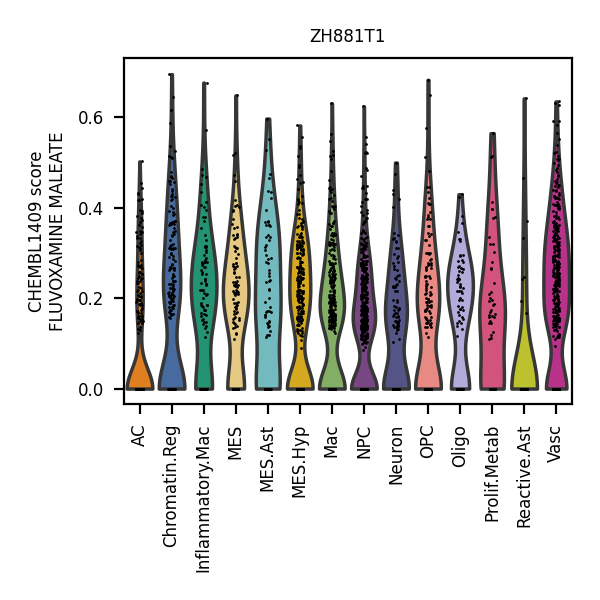 ZH881T1
CHEMBL1409 score
FLUVOXAMINE MALEATE
0.6
0.4
0.2
0.0
AC
Chromatin.Reg
Inflammatory.Mac
MES
MES.Ast
MES.Hyp
Mac
NPC
Neuron
OPC
Oligo
Prolif.Metab
Reactive.Ast
Vasc